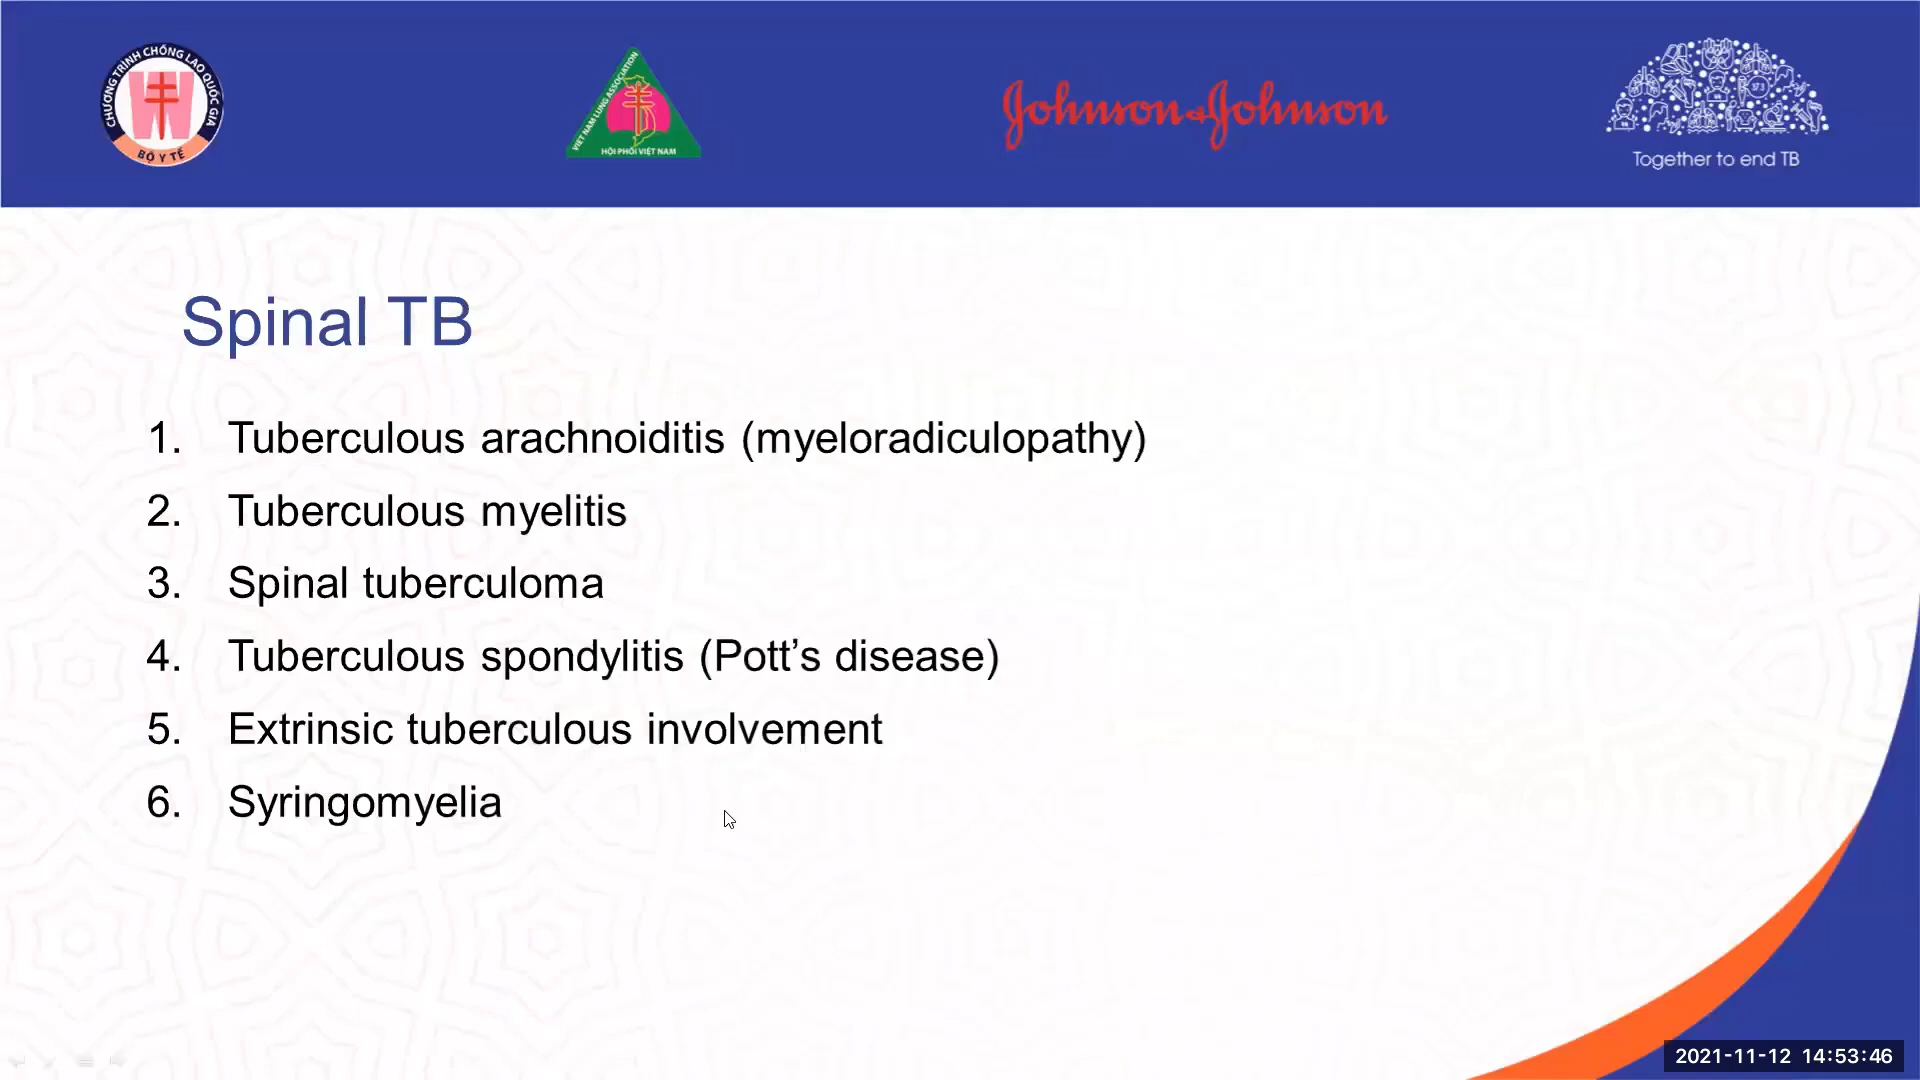 CHƯƠNG TRÌNH CHỐNG LAO QUỐC GIA
BỘ Y TẾ
VIET NAM LUNG ASSOCIATION
HỘI PHỔI VIỆT NAM
Johnson & Johnson
Together to end TB
Spinal TB
1. Tuberculous arachnoiditis (myeloradiculopathy)
2. Tuberculous myelitis
3. Spinal tuberculoma
4. Tuberculous spondylitis (Pott’s disease)
5. Extrinsic tuberculous involvement
6. Syringomyelia
2021-11-12 14:53:46